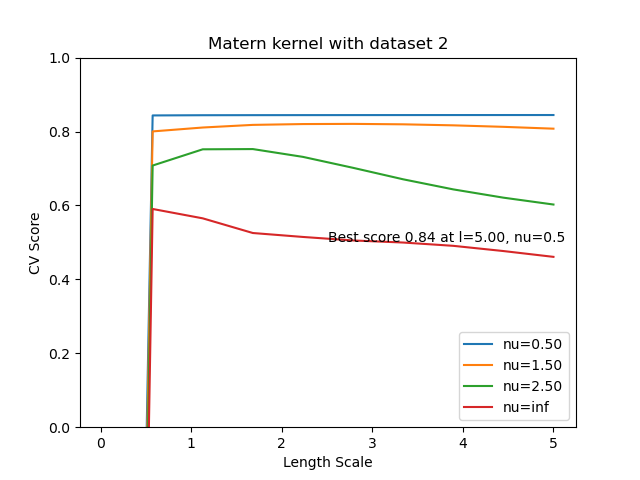 Matern kernel with dataset 2
1.0
0.8
0.6
0.4
0.2
0.0
CV Score
Best score 0.84 at l=5.00, nu=0.5
nu=0.50
nu=1.50
nu=2.50
nu=inf
0
1
2
3
4
5
Length Scale